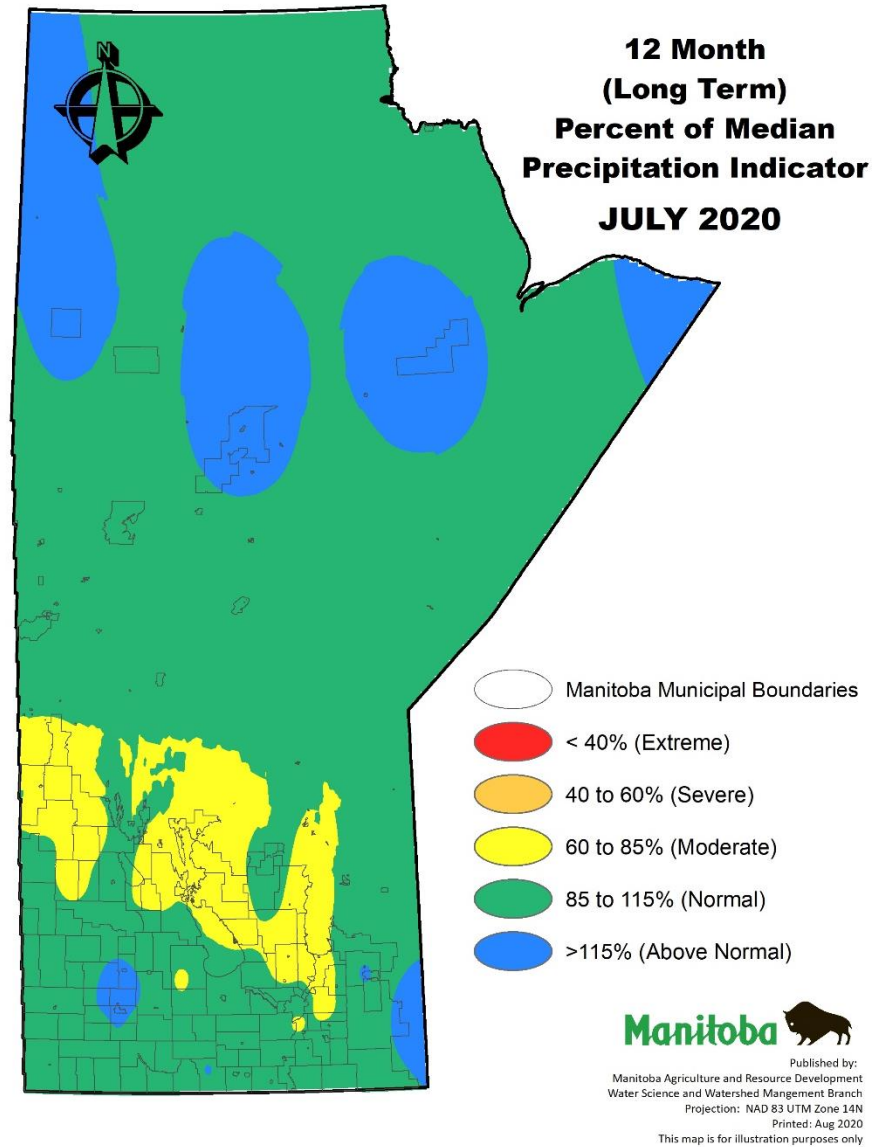 N
12 Month
(Long Term)
Percent of Median
Precipitation Indicator
JULY 2020
Manitoba Municipal Boundaries
< 40% (Extreme)
40 to 60% (Severe)
60 to 85% (Moderate)
85 to 115% (Normal)
>115% (Above Normal)
Manitoba
Published by:
Manitoba Agriculture and Resource Development
Water Science and Watershed Mangement Branch
Projection: NAD 83 UTM Zone 14N
Printed: Aug 2020
This map is for illustration purposes only